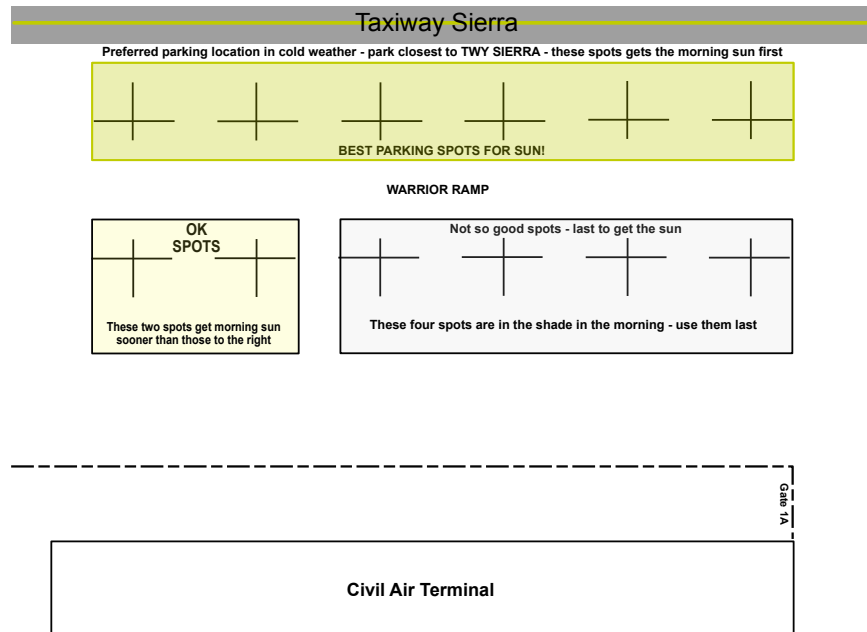 Taxiway Sierra
Preferred parking location in cold weather - park closest to TWY SIERRA - these spots gets the morning sun first
BEST PARKING SPOTS FOR SUN!
WARRIOR RAMP
OK
SPOTS
These two spots get morning sun
sooner than those to the right
Not so good spots - last to get the sun
These four spots are in the shade in the morning - use them last
Gate 1A
Civil Air Terminal